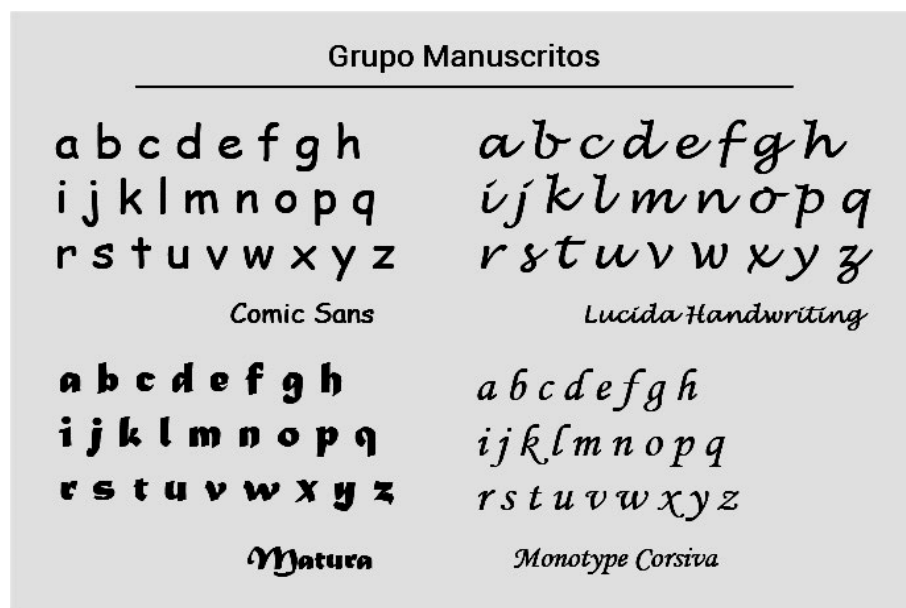 Grupo Manuscritos
a b c d e f g h
i j k l m n o p q
r s t u v w x y z
Comic Sans
a b c d e f g h
i j k l m n o p q
r s t u v w x y z
Lucida Handwriting
a b c d e f g h
i j k l m n o p q
r s t u v w x y z
Matura
a b c d e f g h
i j k l m n o p q
r s t u v w x y z
Monotype Corsiva